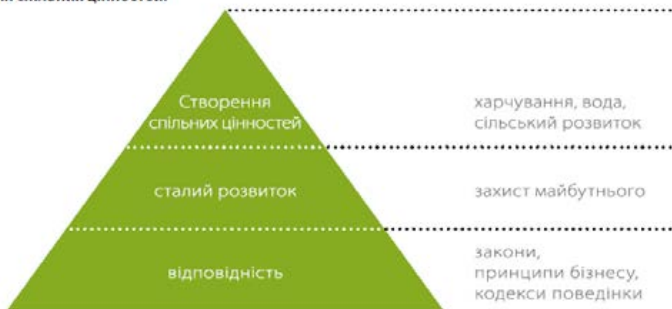 Створення
спільних цінностей
харчування, вода,
сільський розвиток
сталий розвиток
захист майбутнього
відповідність
закони,
принципи бізнесу,
кодекси поведінки